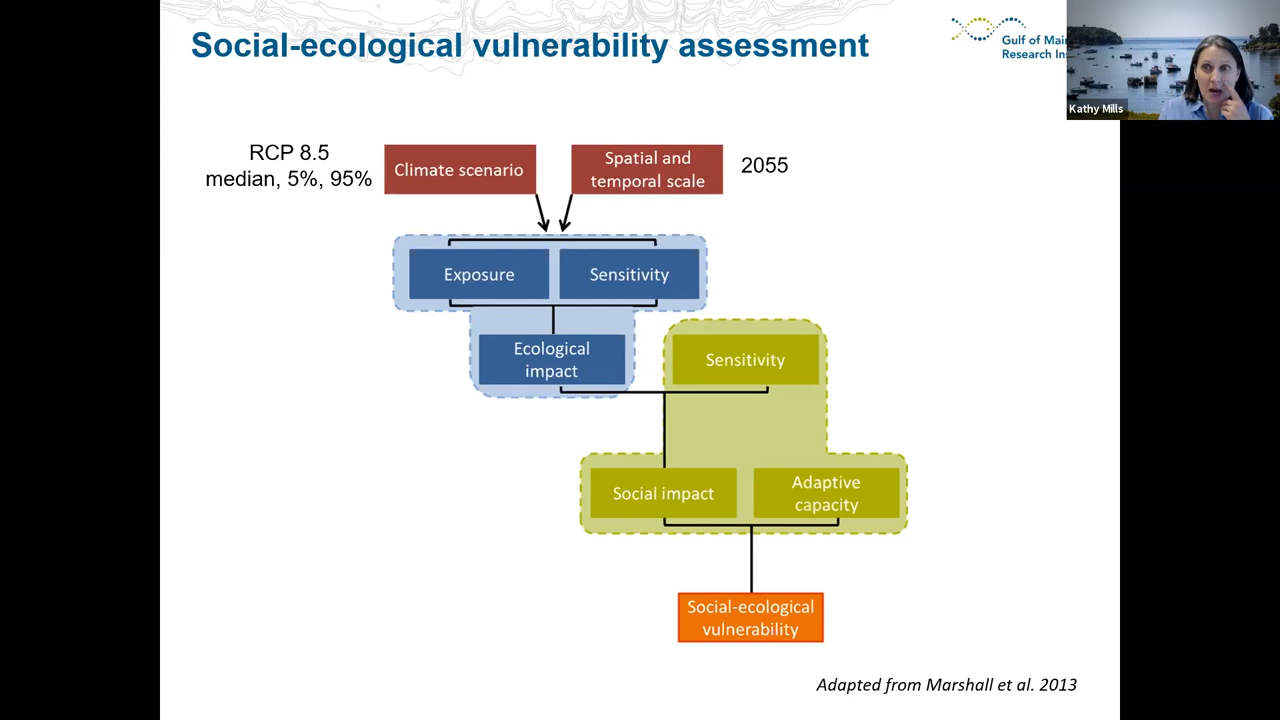 Social-ecological vulnerability assessment
Gulf of
Research
Kathy Mills
RCP 8.5
median, 5%, 95%
Climate scenario
Spatial and
temporal scale
2055
Exposure
Sensitivity
Ecological
impact
Sensitivity
Social impact
Adaptive
capacity
Social-ecological
vulnerability
Adapted from Marshall et al. 2013